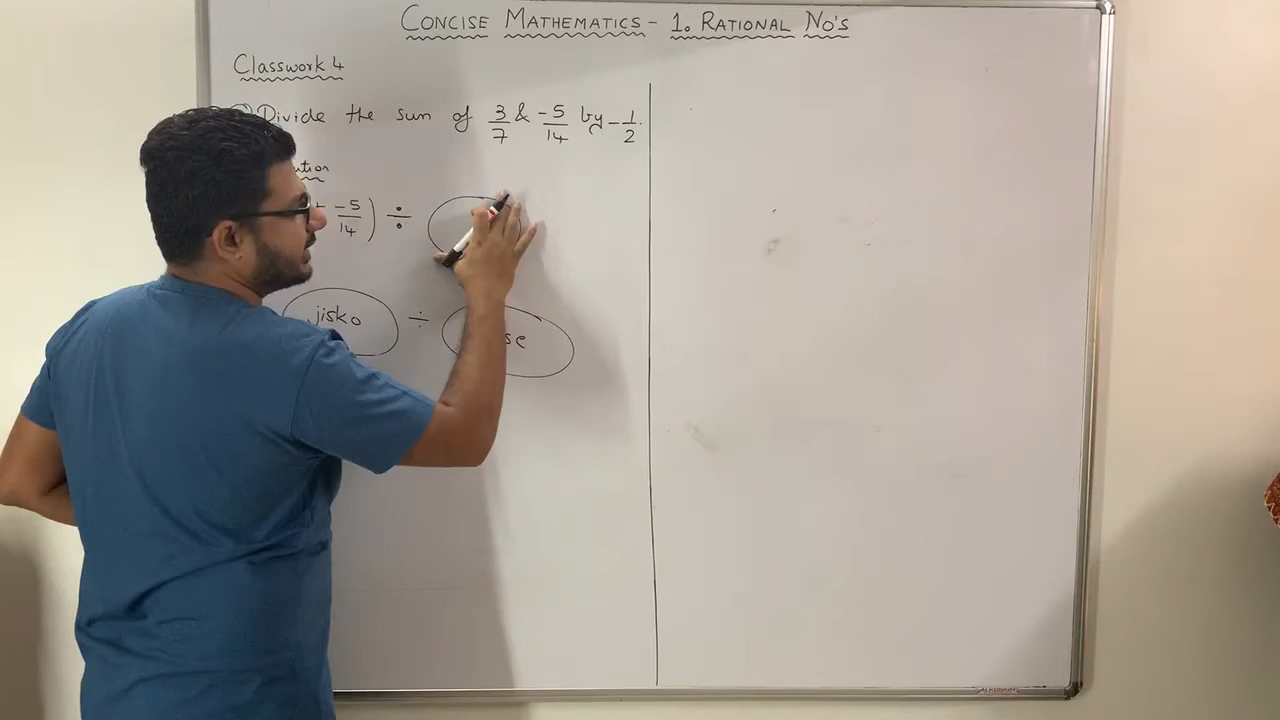 CONCISE MATHEMATICS - 1. RATIONAL NO'S
Classwork 4
Divide the sum of 3/7 & -5/14 by -1/2.
+ -5/14) ÷
jisko ÷